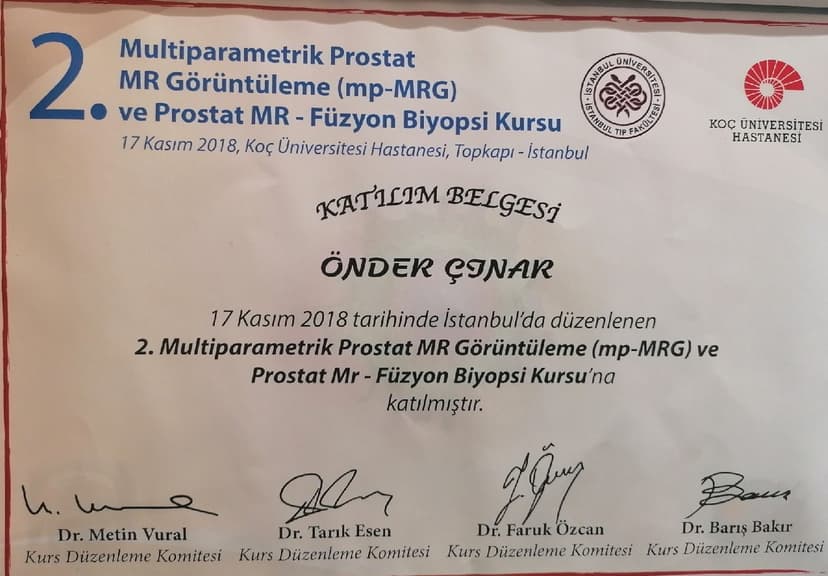 2.
Multiparametrik Prostat
MR Görüntüleme (mp-MRG)
ve Prostat MR - Füzyon Biyopsi Kursu
17 Kasım 2018, Koç Üniversitesi Hastanesi, Topkapı - İstanbul
İSTANBUL ÜNİVERSİTESİ
İSTANBUL TIP FAKÜLTESİ
KOÇ ÜNİVERSİTESİ
HASTANESİ
KATILIM BELGESİ
ÖNDER ÇINAR
17 Kasım 2018 tarihinde İstanbul'da düzenlenen
2. Multiparametrik Prostat MR Görüntüleme (mp-MRG) ve
Prostat Mr - Füzyon Biyopsi Kursu'na
katılmıştır.
Dr. Metin Vural
Kurs Düzenleme Komitesi
Dr. Tarık Esen
Kurs Düzenleme Komitesi
Dr. Faruk Özcan
Kurs Düzenleme Komitesi
Dr. Barış Bakır
Kurs Düzenleme Komitesi